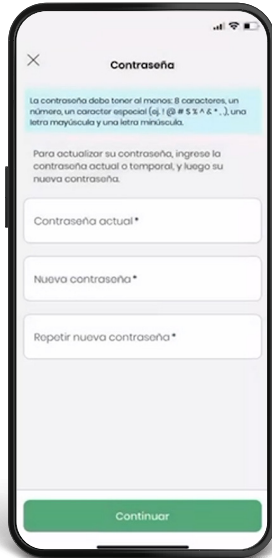 Contraseña
La contraseña debe tener al menos: 8 caracteres, un
número, un caracter especial (ej. ! @ # $ % ^ & * , .), una
letra mayúscula y una letra minúscula.
Para actualizar su contraseña, ingrese la
contraseña actual o temporal, y luego su
nueva contraseña.
Contraseña actual *
Nueva contraseña *
Repetir nueva contraseña *
Continuar